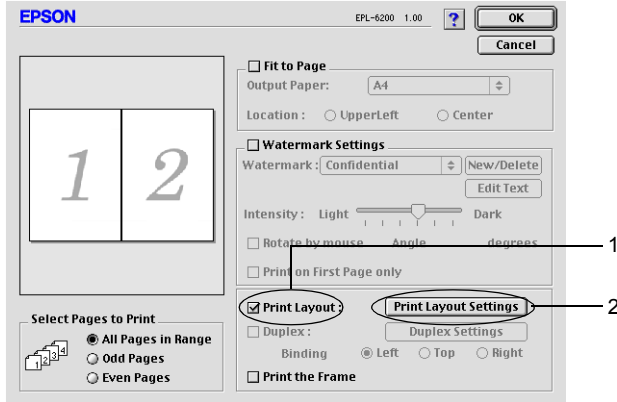 EPSON
EPL-6200 1.00
?
OK
Cancel
Fit to Page
Output Paper: A4
Location : UpperLeft Center
1 2
Watermark Settings
Watermark : Confidential New/Delete
Edit Text
Intensity : Light Dark
Rotate by mouse Angle degrees
1
Print on First Page only
Print Layout : Print Layout Settings
2
Duplex : Duplex Settings
Binding Left Top Right
Print the Frame
Select Pages to Print
1 2 3 4
All Pages in Range
Odd Pages
Even Pages